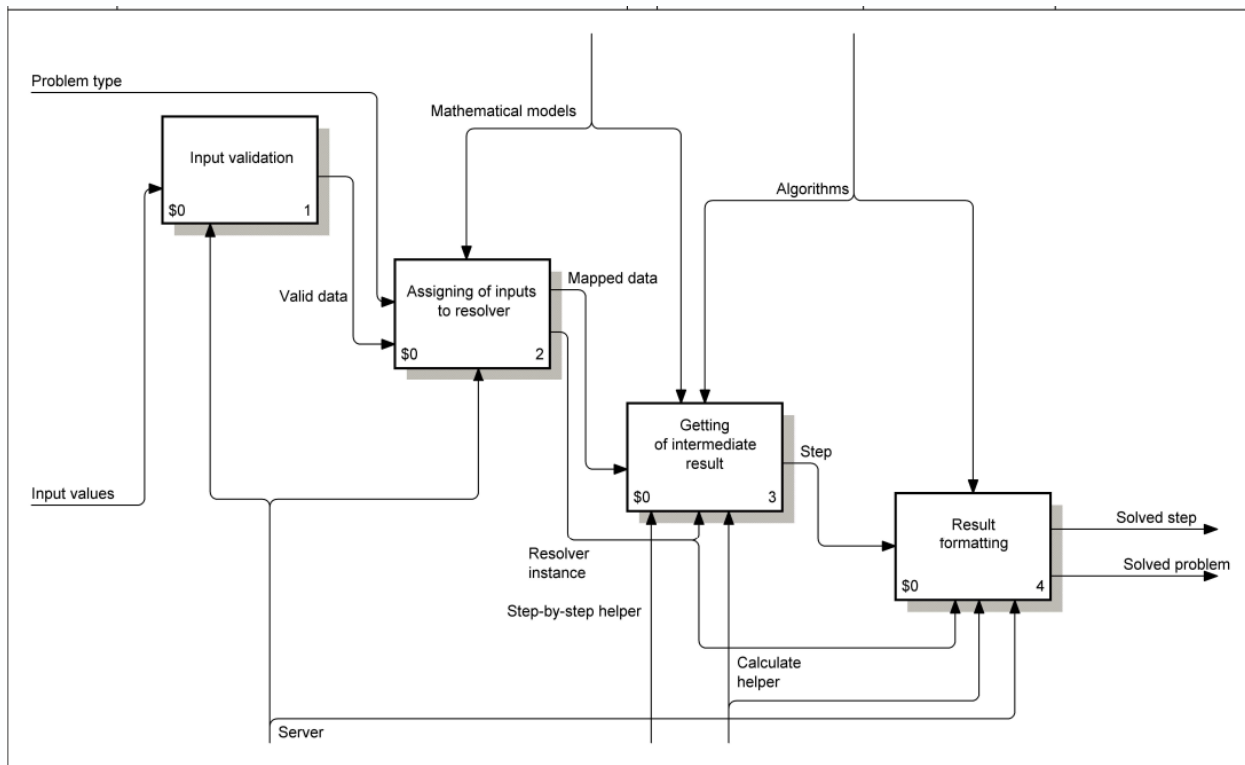 Problem type
Mathematical models
Input validation
$0 1
Algorithms
Valid data
Assigning of inputs
to resolver
$0 2
Mapped data
Getting
of intermediate
result
$0 3
Step
Input values
Result
formatting
$0 4
Solved step
Solved problem
Resolver
instance
Step-by-step helper
Calculate
helper
Server